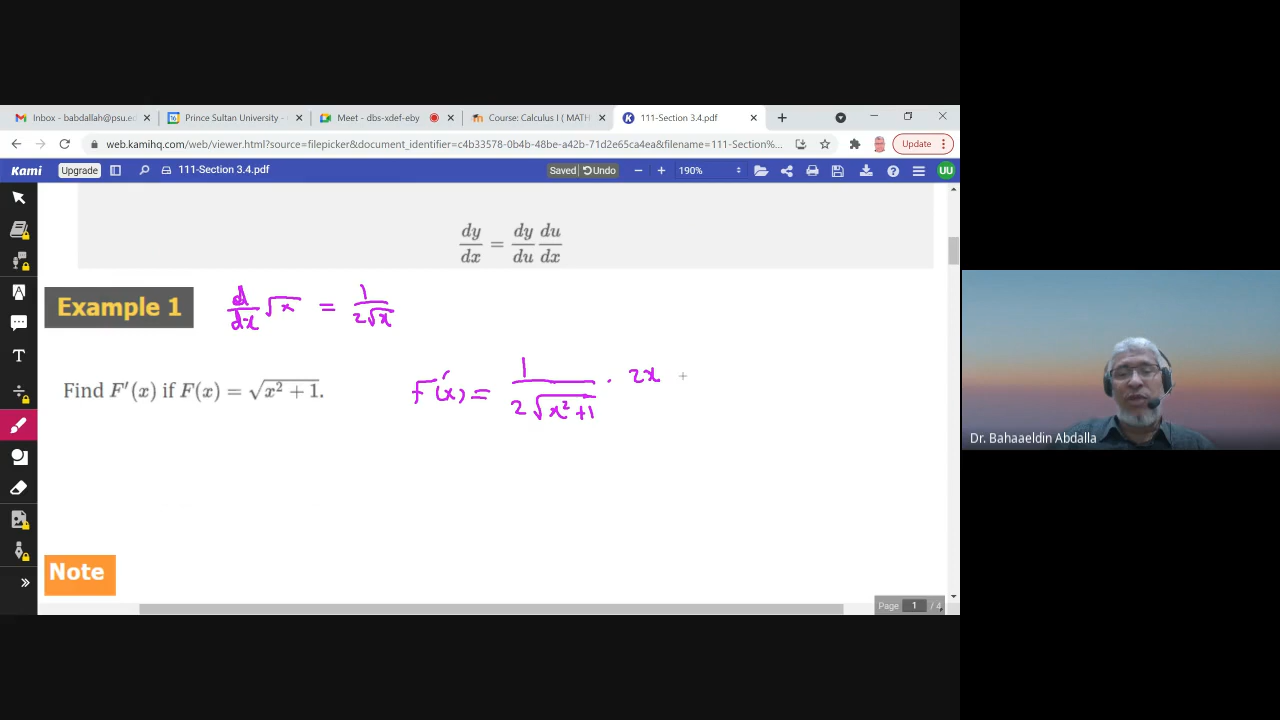 Inbox - babdallah@psu.ed
Prince Sultan University -
Meet - dbs-xdef-eby
Course: Calculus I ( MATH
111-Section 3.4.pdf
web.kamihq.com/web/viewer.html?source=filepicker&document_identifier=c4b33578-0b4b-48be-a42b-71d2e65ca4ea&filename=111-Section%...
Update
Kami
Upgrade
111-Section 3.4.pdf
Saved
Undo
190%
UU
dy/dx = dy/du du/dx
Example 1
d/dx √x = 1/2√x
Find F′(x) if F(x) = √x² + 1.
F′(x) = 1/2√x²+1 · 2x
Dr. Bahaaeldin Abdalla
Note
Page 1 / 4